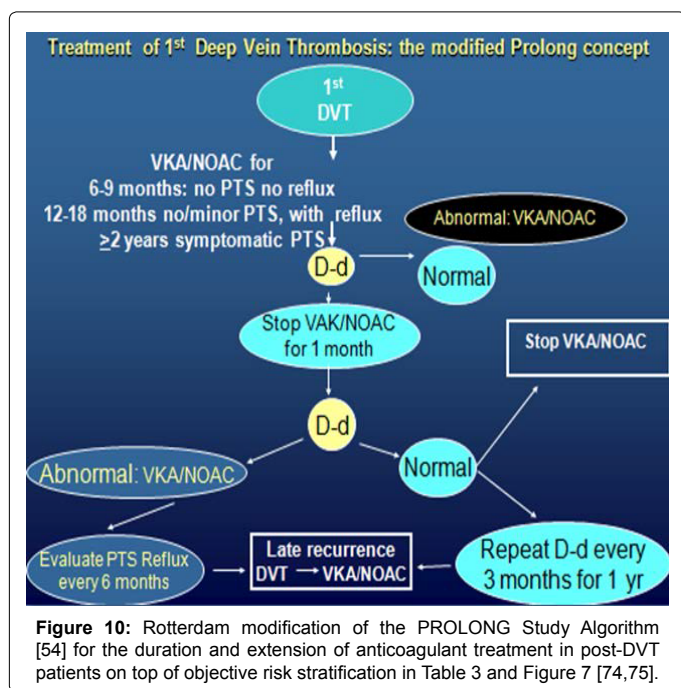 Treatment of 1st Deep Vein Thrombosis: the modified Prolong concept
1st
DVT
VKA/NOAC for
6-9 months: no PTS no reflux
12-18 months no/minor PTS, with reflux
≥2 years symptomatic PTS
Abnormal: VKA/NOAC
D-d
Normal
Stop VAK/NOAC
for 1 month
Stop VKA/NOAC
D-d
Abnormal: VKA/NOAC
Normal
Evaluate PTS Reflux
every 6 months
Late recurrence
DVT → VKA/NOAC
Repeat D-d every
3 months for 1 yr
Figure 10: Rotterdam modification of the PROLONG Study Algorithm
[54] for the duration and extension of anticoagulant treatment in post-DVT
patients on top of objective risk stratification in Table 3 and Figure 7 [74,75].